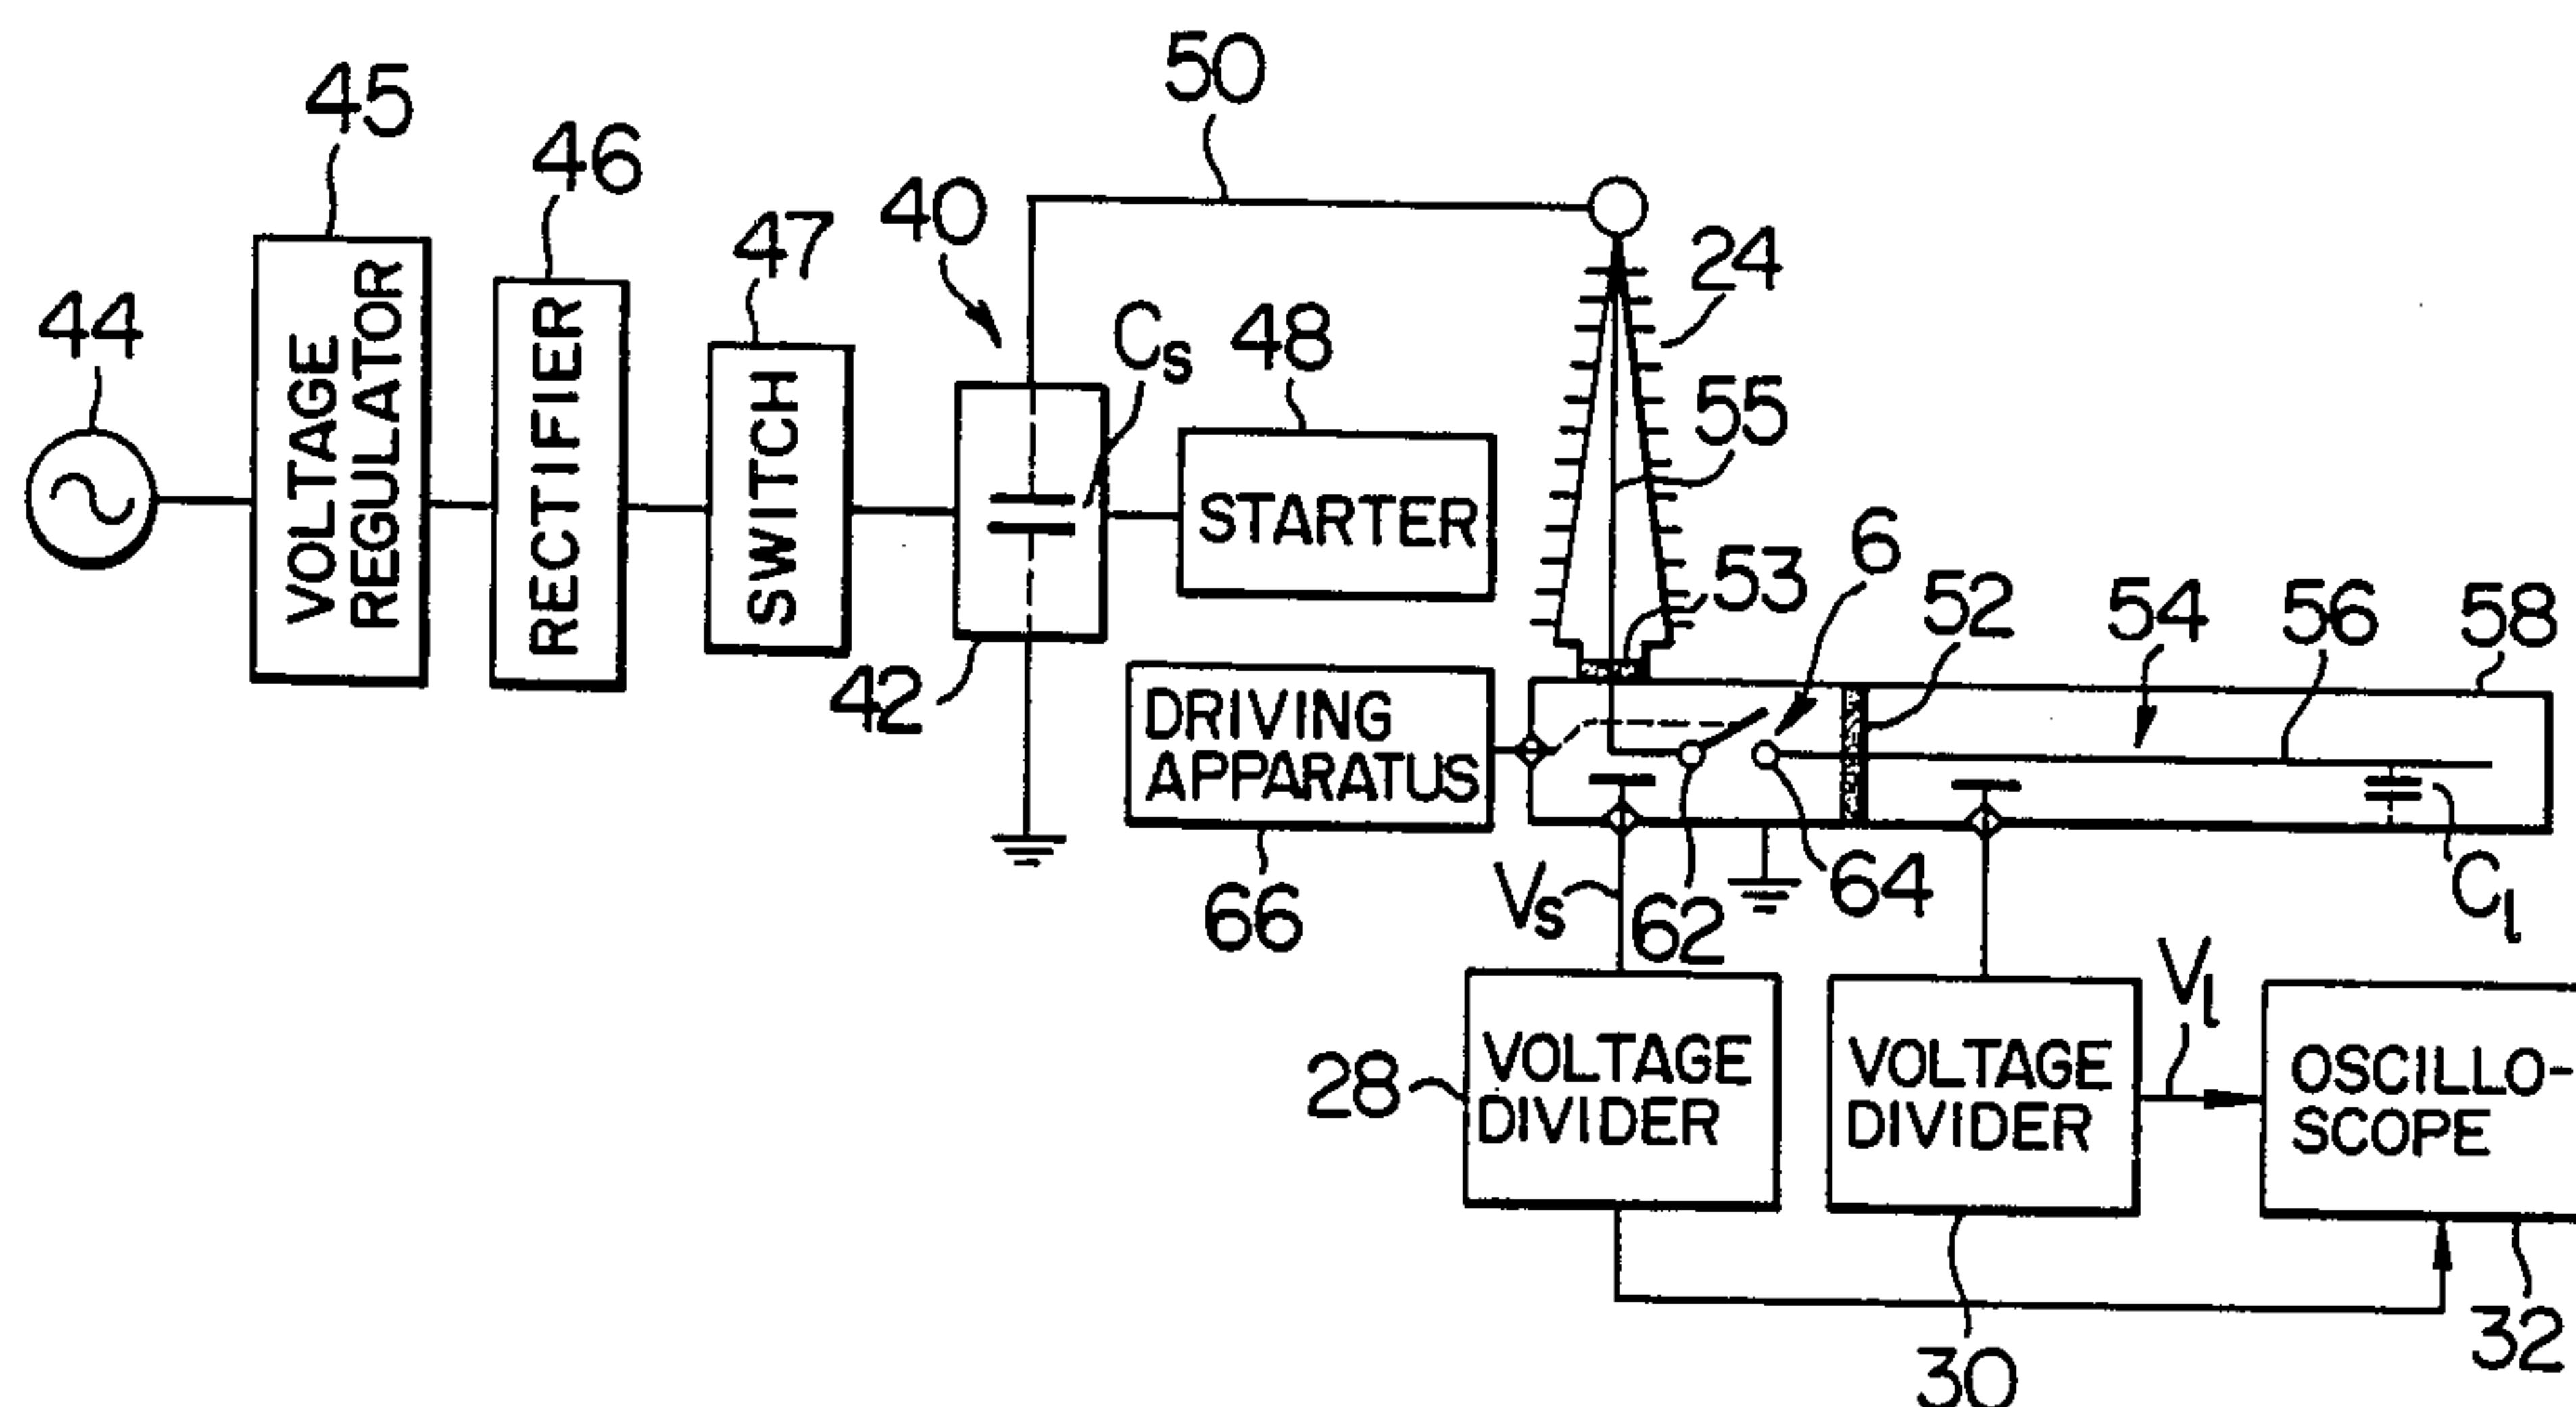 50
45
46
40
47
24
44
Cs
48
VOLTAGE
REGULATOR
RECTIFIER
SWITCH
55
STARTER
6
53
52
54
56
58
42
DRIVING
APPARATUS
66
Vs
62
64
Cl
Vl
28
VOLTAGE
DIVIDER
VOLTAGE
DIVIDER
OSCILLO-
SCOPE
30
32